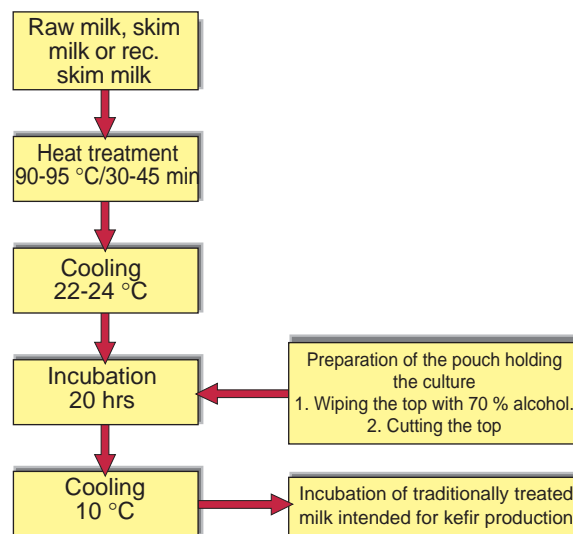 Raw milk, skim
milk or rec.
skim milk
Heat treatment
90-95 °C/30-45 min
Cooling
22-24 °C
Incubation
20 hrs
Preparation of the pouch holding
the culture
1. Wiping the top with 70 % alcohol.
2. Cutting the top
Cooling
10 °C
Incubation of traditionally treated
milk intended for kefir production